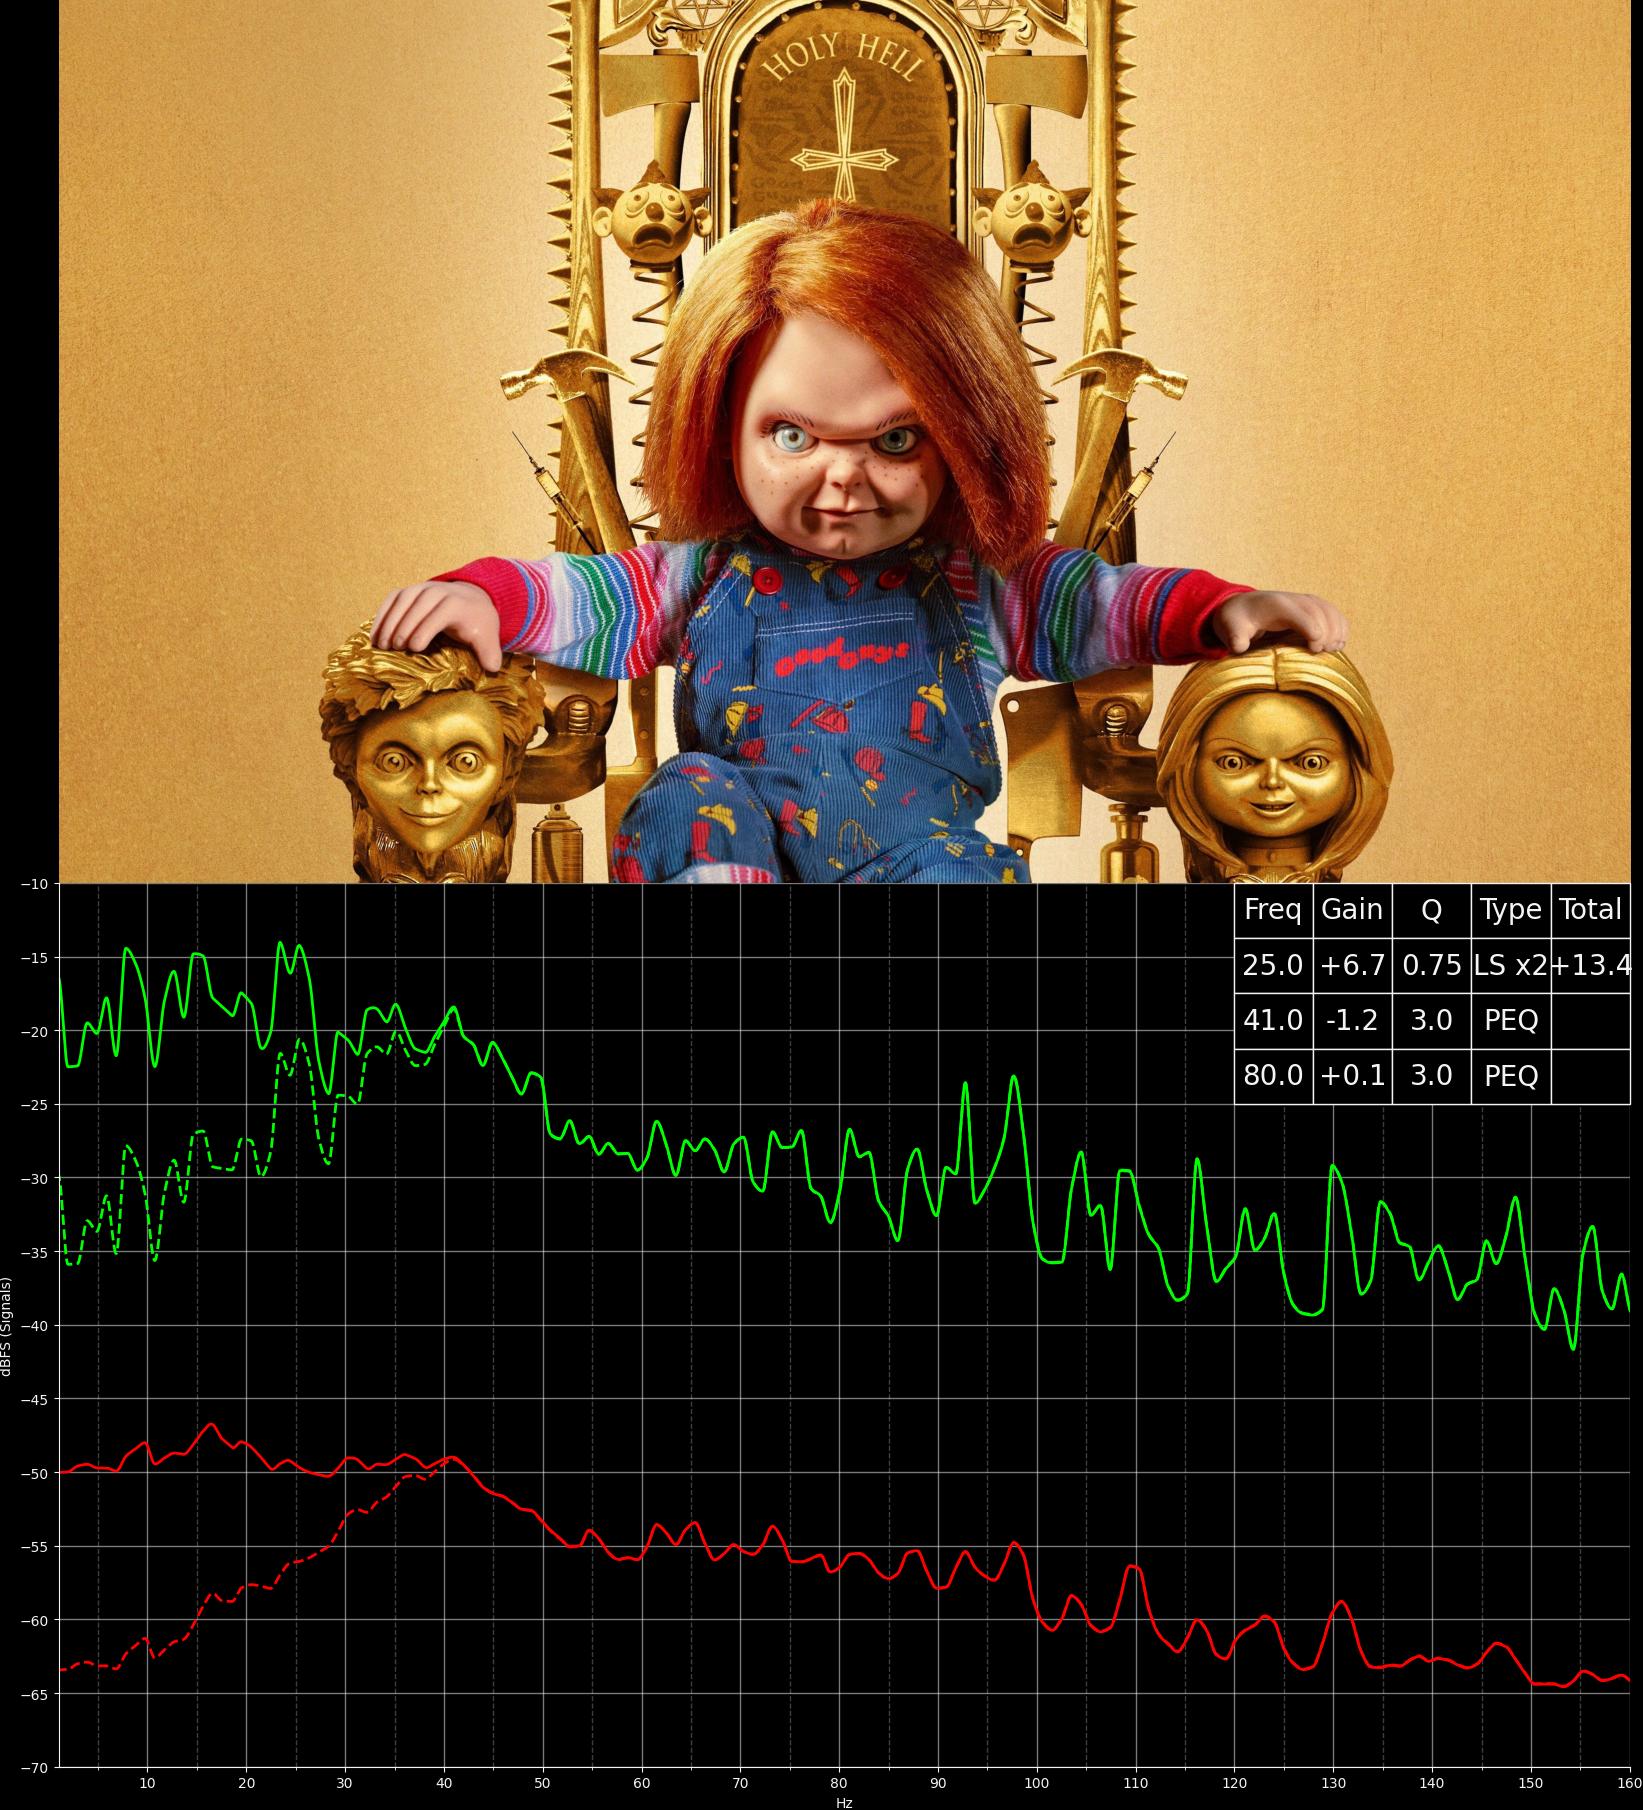 HOLY HELL
Good Guys
Freq Gain Q Type Total
25.0 +6.7 0.75 LS x2 +13.4
41.0 -1.2 3.0 PEQ
80.0 +0.1 3.0 PEQ
−10
−15
−20
−25
−30
−35
−40
−45
−50
−55
−60
−65
−70
dBFS (Signals)
10 20 30 40 50 60 70 80 90 100 110 120 130 140 150 160
Hz